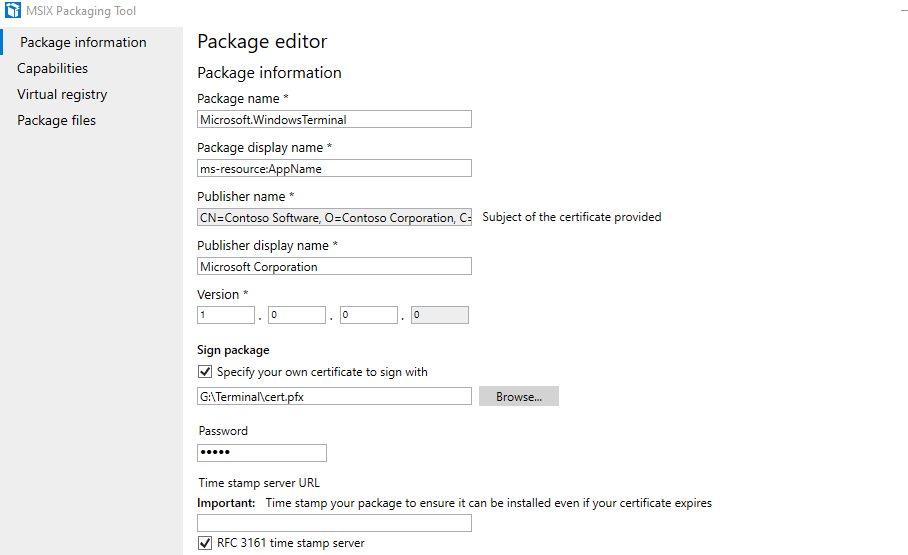 MSIX Packaging Tool
Package information
Capabilities
Virtual registry
Package files
Package editor
Package information
Package name *
Microsoft.WindowsTerminal
Package display name *
ms-resource:AppName
Publisher name *
CN=Contoso Software, O=Contoso Corporation, C= Subject of the certificate provided
Publisher display name *
Microsoft Corporation
Version *
1 . 0 . 0 . 0
Sign package
Specify your own certificate to sign with
G:\Terminal\cert.pfx Browse...
Password
•••••
Time stamp server URL
Important: Time stamp your package to ensure it can be installed even if your certificate expires
RFC 3161 time stamp server